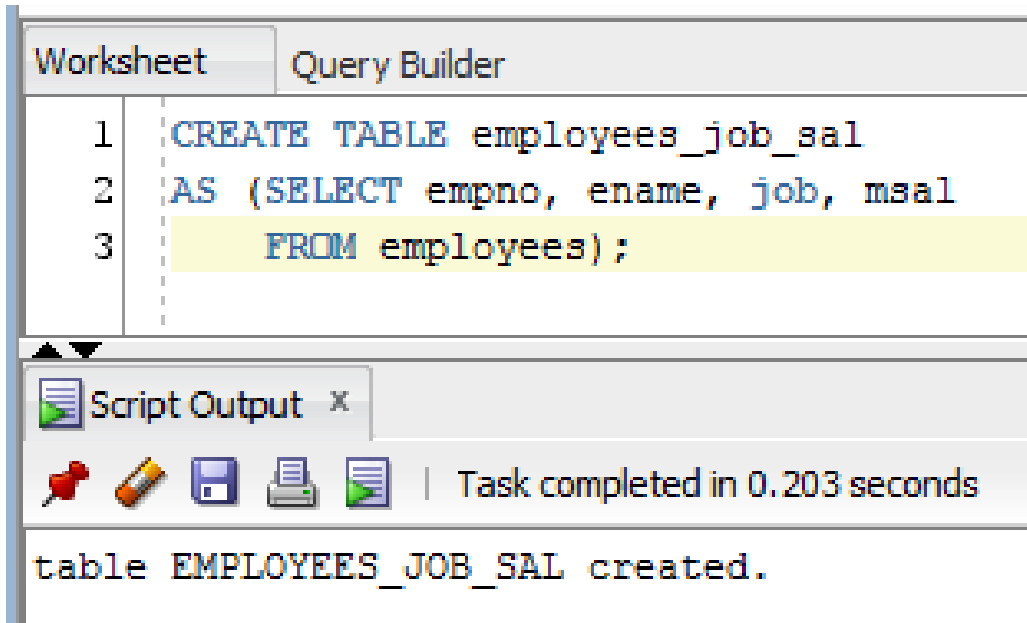 Worksheet Query Builder
1 CREATE TABLE employees_job_sal
2 AS (SELECT empno, ename, job, msal
3 FROM employees);
Script Output x
Task completed in 0.203 seconds
table EMPLOYEES_JOB_SAL created.